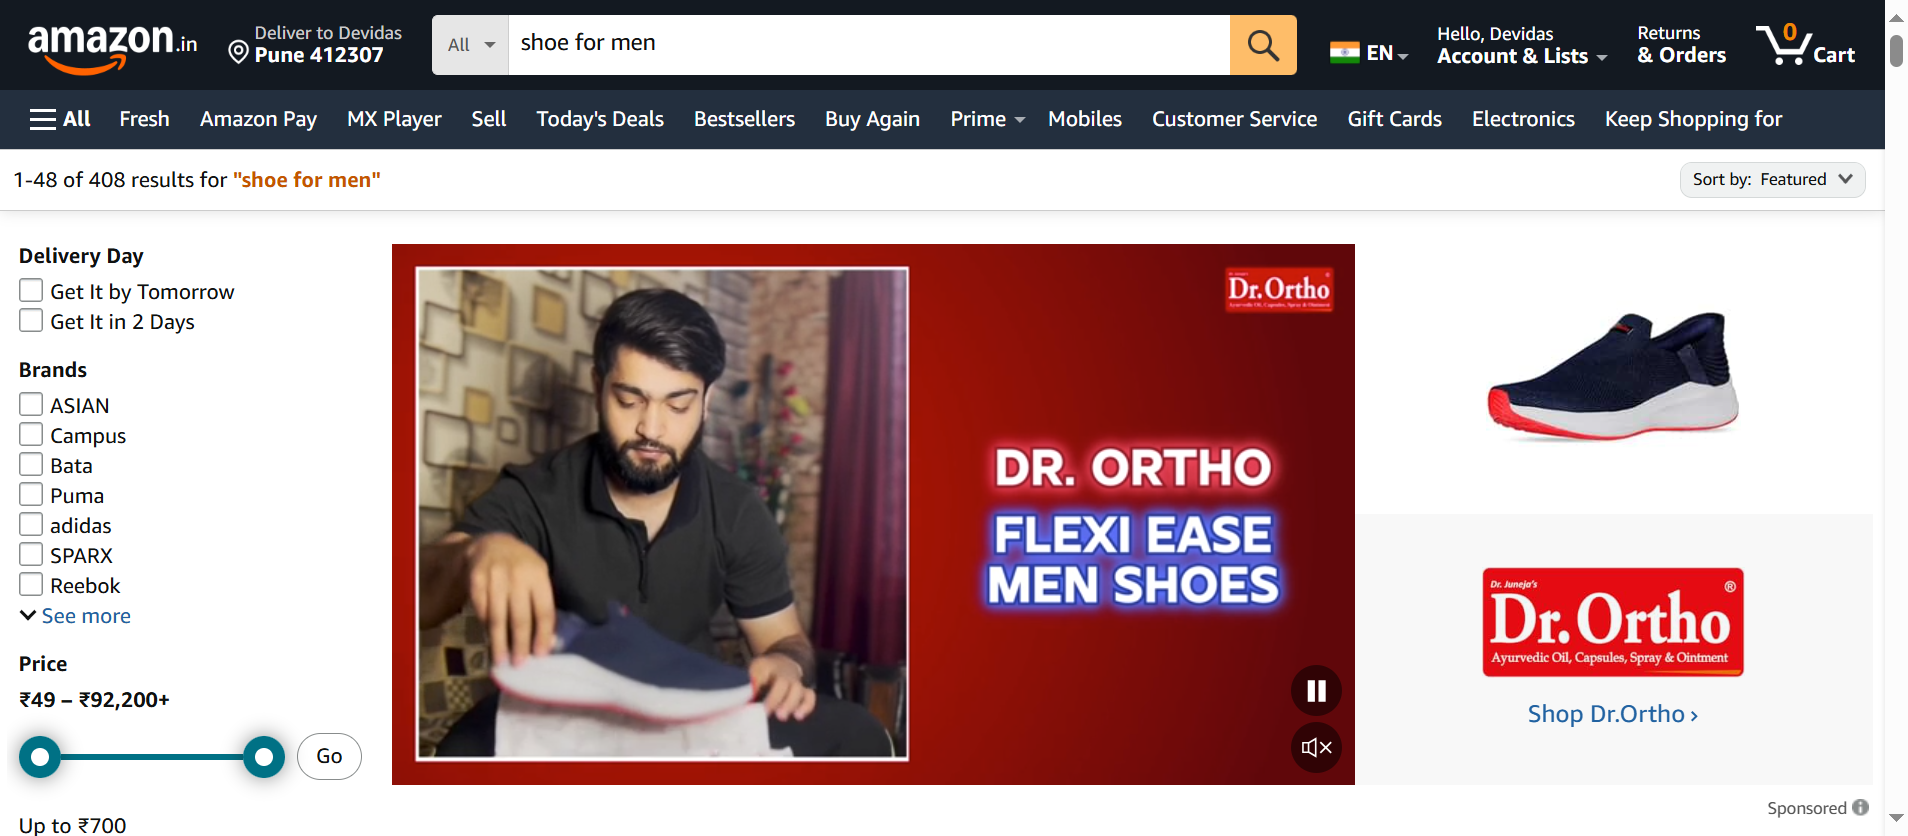 amazon.in
Deliver to Devidas
Pune 412307
All
shoe for men
EN
Hello, Devidas
Account & Lists
Returns
& Orders
0
Cart
All
Fresh
Amazon Pay
MX Player
Sell
Today's Deals
Bestsellers
Buy Again
Prime
Mobiles
Customer Service
Gift Cards
Electronics
Keep Shopping for
1-48 of 408 results for "shoe for men"
Sort by: Featured
Delivery Day
Get It by Tomorrow
Get It in 2 Days
Brands
ASIAN
Campus
Bata
Puma
adidas
SPARX
Reebok
See more
Price
₹49 – ₹92,200+
Go
Up to ₹700
Dr. Ortho
Ayurvedic Oil, Capsules, Spray & Ointment
DR. ORTHO
FLEXI EASE
MEN SHOES
Dr. Juneja's
Dr. Ortho ®
Ayurvedic Oil, Capsules, Spray & Ointment
Shop Dr.Ortho ›
Sponsored